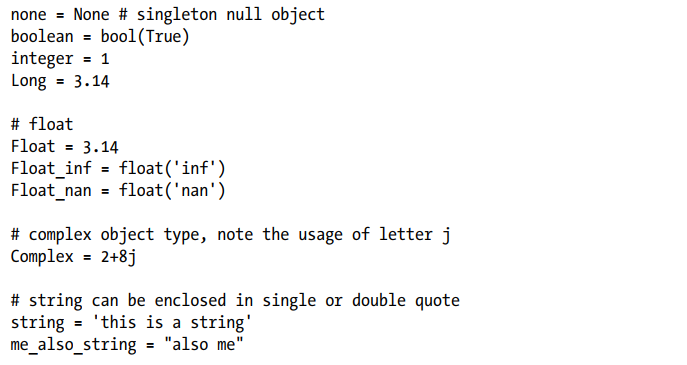 none = None # singleton null object
boolean = bool(True)
integer = 1
Long = 3.14
# float
Float = 3.14
Float_inf = float('inf')
Float_nan = float('nan')
# complex object type, note the usage of letter j
Complex = 2+8j
# string can be enclosed in single or double quote
string = 'this is a string'
me_also_string = "also me"